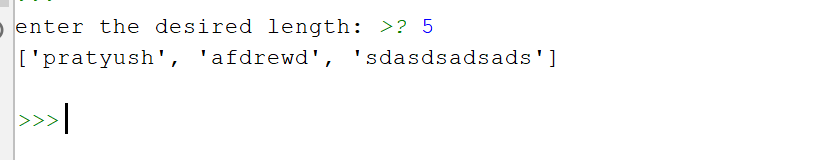 enter the desired length: >? 5
['pratyush', 'afdrewd', 'sdasdsadsads']
>>>